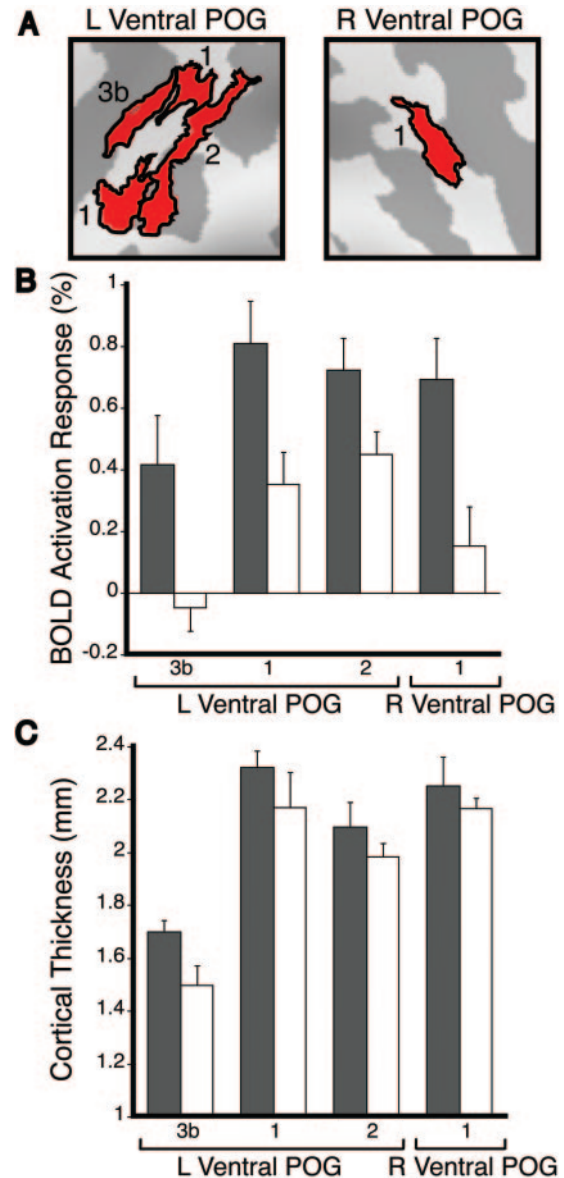 A
L Ventral POG
R Ventral POG
3b
1
2
1
1
B
BOLD Activation Response (%)
1
0.8
0.6
0.4
0.2
0
-0.2
3b
1
2
1
L Ventral POG
R Ventral POG
C
Cortical Thickness (mm)
2.4
2.2
2
1.8
1.6
1.4
1.2
1
3b
1
2
1
L Ventral POG
R Ventral POG